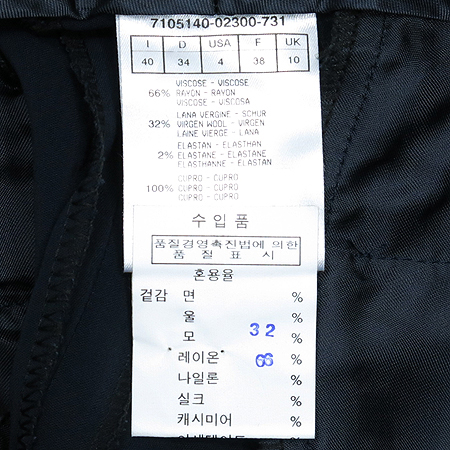 7105140-02300-731
I D USA F UK
40 34 4 38 10
VISCOSE - VISCOSE
66% RAYON - RAYON
VISCOSE - VISCOSA
LANA VERGINE - SCHUR
32% VIRGEN WOOL - VIRGEN
LAINE VIERGE - LANA
ELASTAN - ELASTHAN
2% ELASTANE - ELASTANE
ELASTHANNE - ELASTANE
CUPRO - CUPRO
100% CUPRO - CUPRO
CUPRO - CUPRO
수 입 품
품질경영촉진법에 의한
품 질 표 시
혼용율
겉감 면 %
울 %
모 32 %
레이온 66 %
나일론 %
실크 %
캐시미어 %